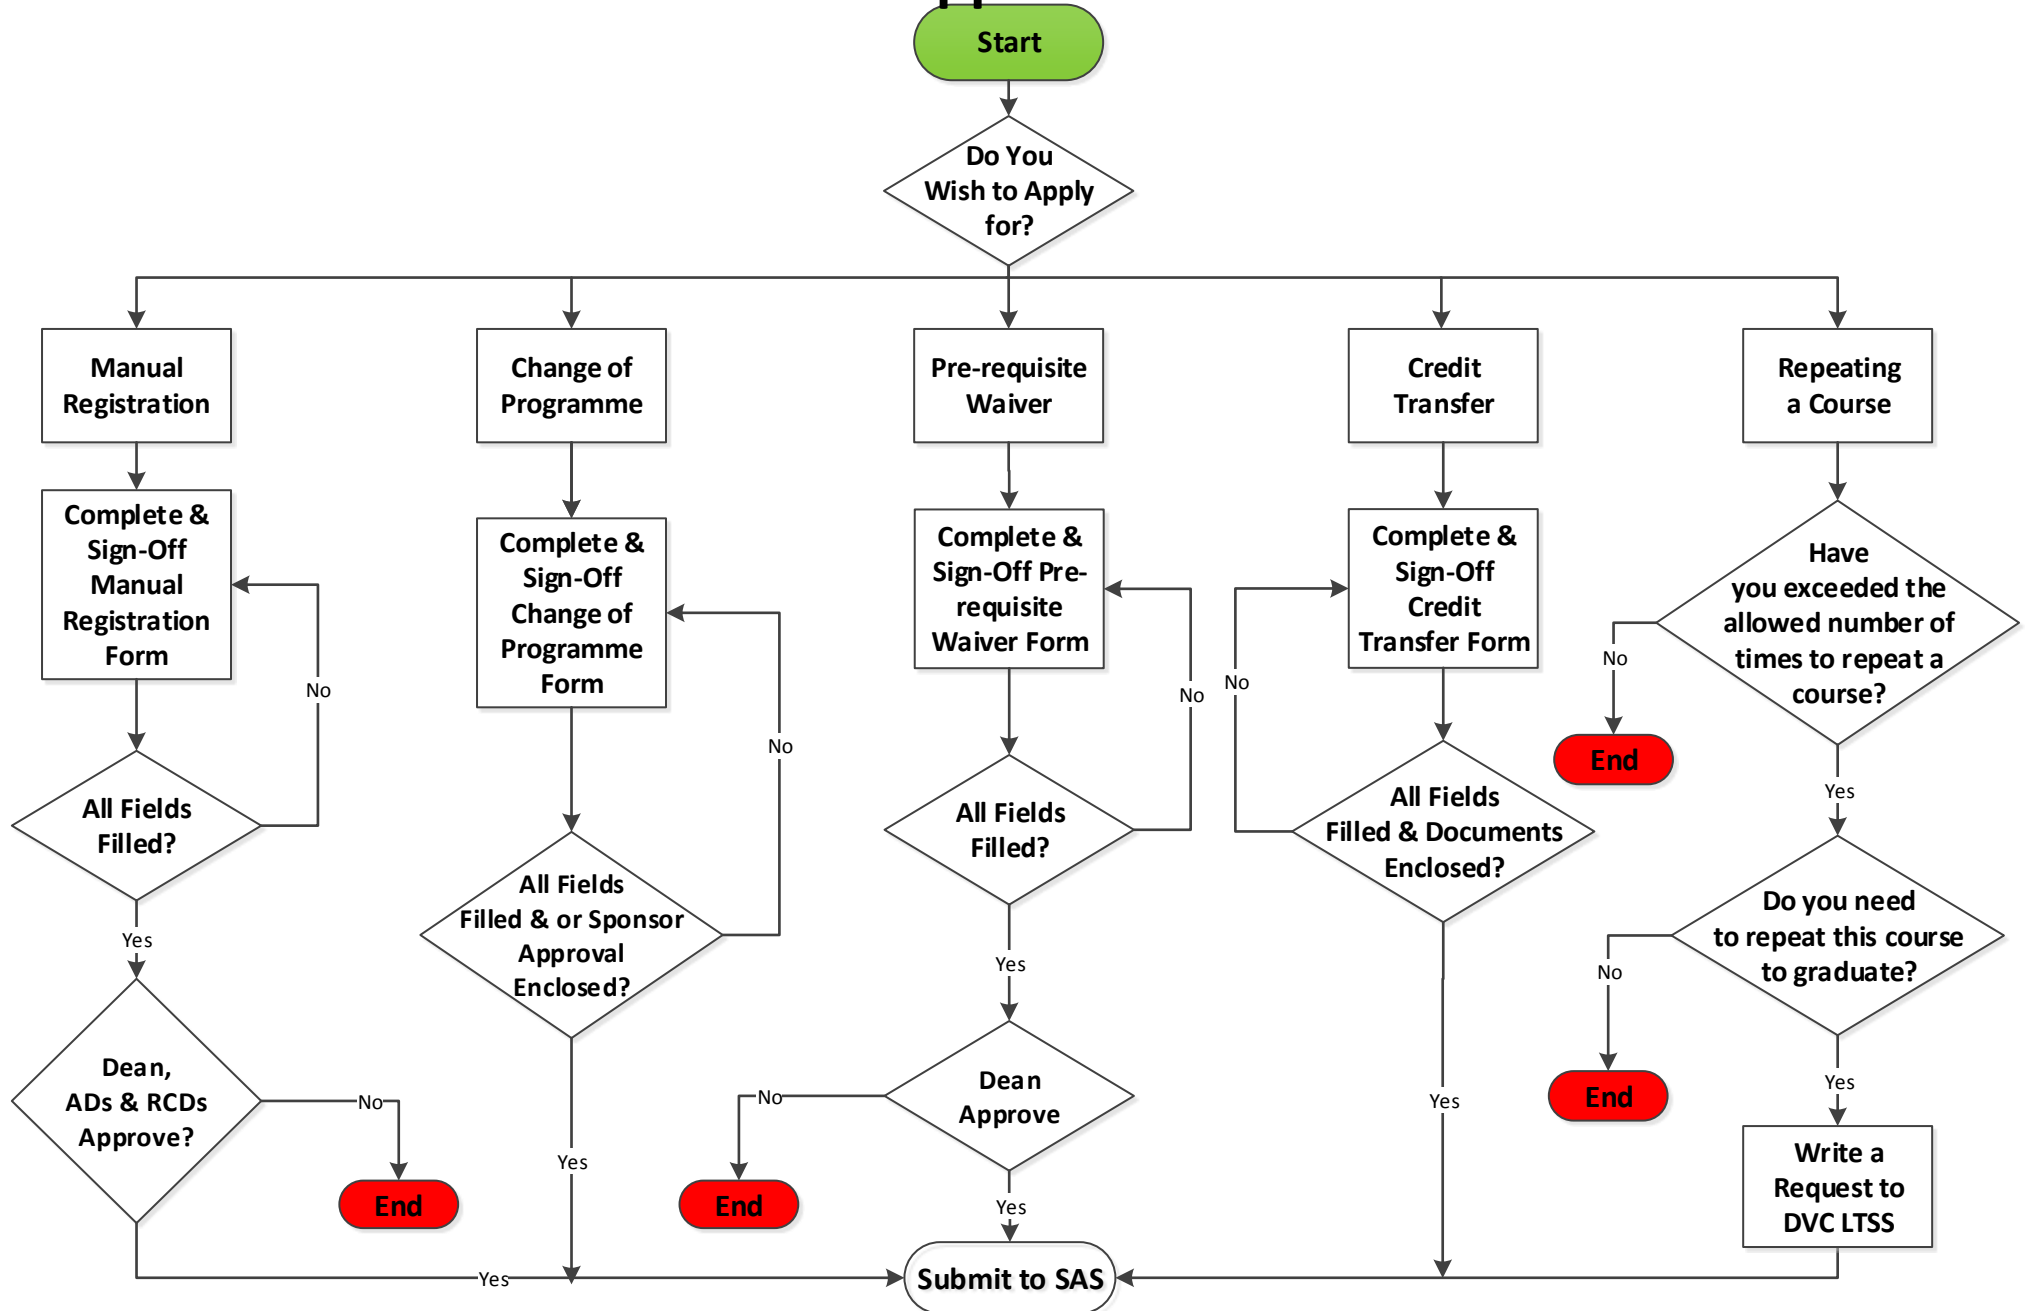 Start
Do You
Wish to Apply
for?
Manual
Registration
Change of
Programme
Pre-requisite
Waiver
Credit
Transfer
Repeating
a Course
Complete &
Sign-Off
Manual
Registration
Form
Complete &
Sign-Off
Change of
Programme
Form
Complete &
Sign-Off Pre-
requisite
Waiver Form
Complete &
Sign-Off
Credit
Transfer Form
Have
you exceeded the
allowed number of
times to repeat a
course?
No
No
No
No
No
End
Yes
All Fields
Filled?
All Fields
Filled & or Sponsor
Approval
Enclosed?
All Fields
Filled?
All Fields
Filled & Documents
Enclosed?
Do you need
to repeat this course
to graduate?
Yes
Yes
No
End
Dean,
ADs & RCDs
Approve?
No
End
Yes
No
End
Dean
Approve
Yes
Yes
Yes
Write a
Request to
DVC LTSS
Yes
Submit to SAS